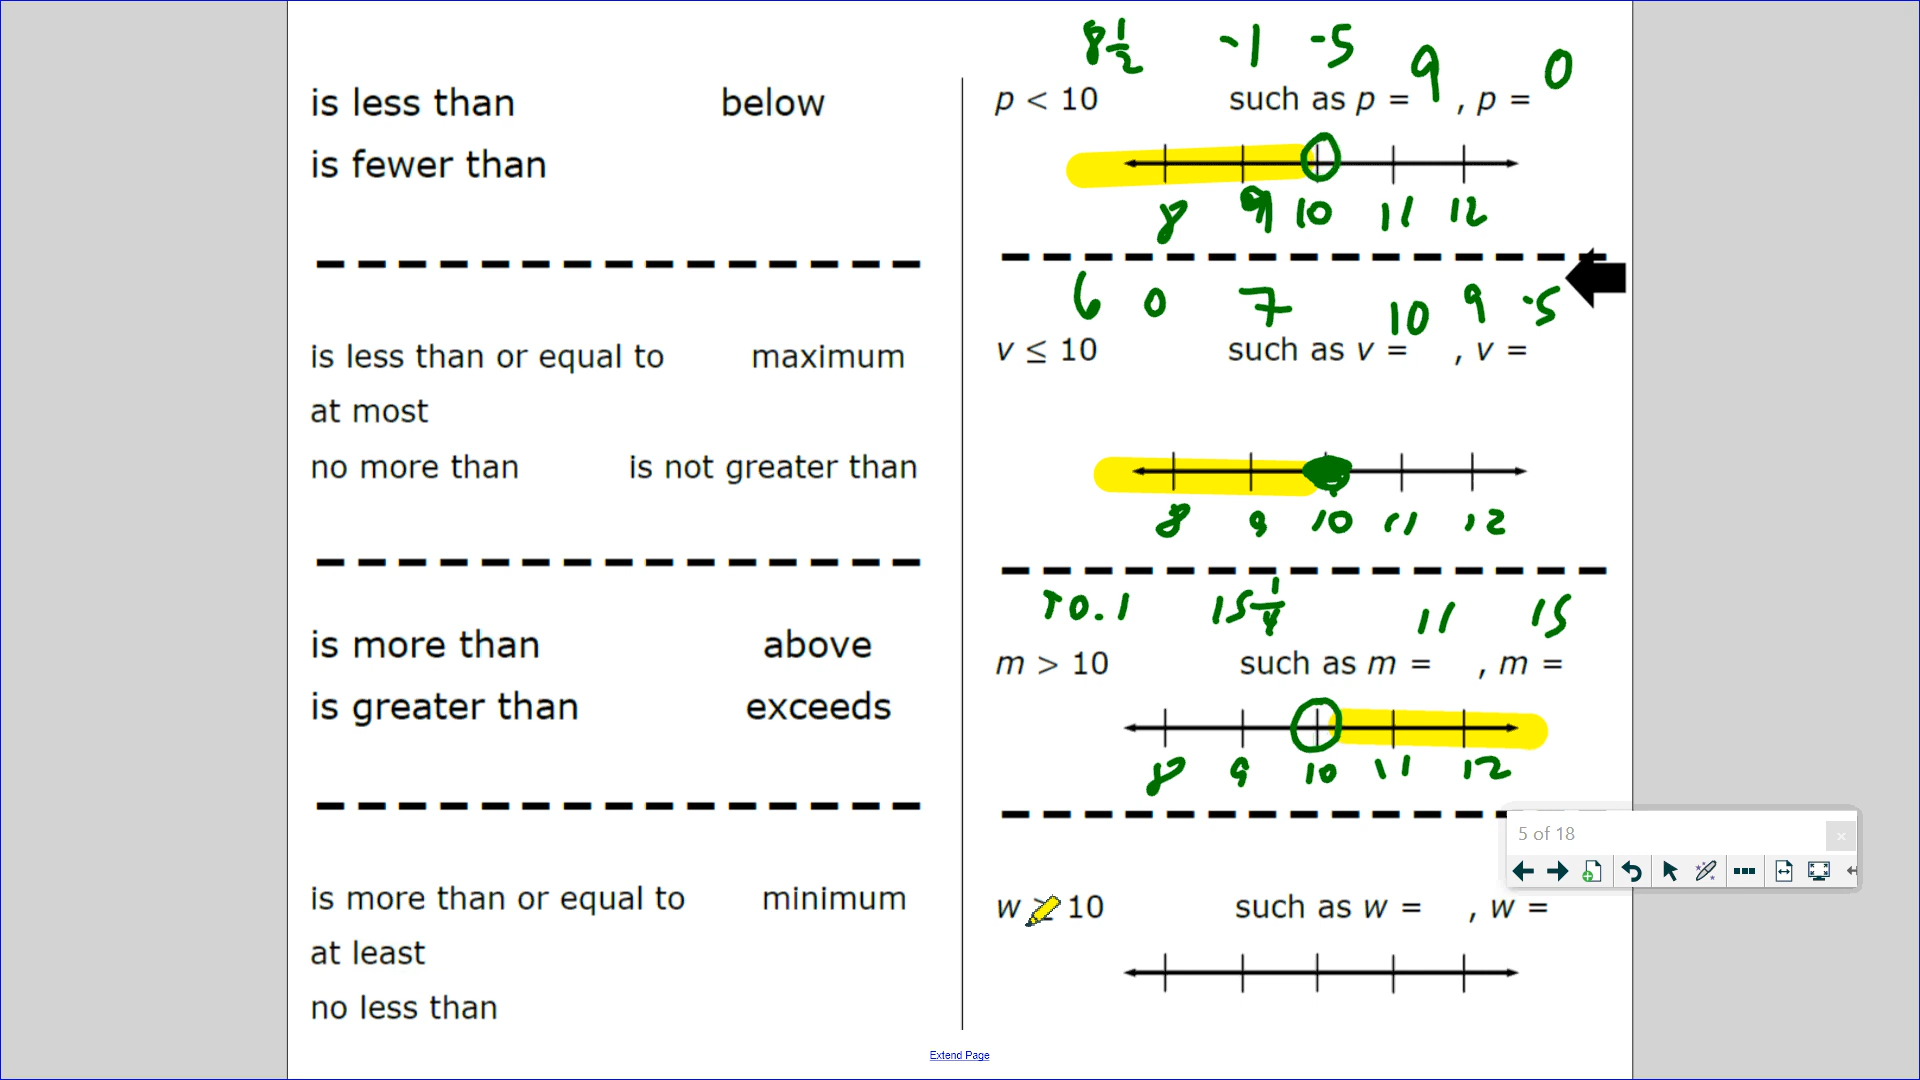 8 1/2 -1 -5
is less than below
p < 10 such as p = 9 , p = 0
is fewer than
8 9 10 11 12
6 0 7 10 9 -5
is less than or equal to maximum
v ≤ 10 such as v = , v =
at most
no more than is not greater than
8 9 10 11 12
10.1 15 1/4 11 15
is more than above
m > 10 such as m = , m =
is greater than exceeds
8 9 10 11 12
5 of 18
is more than or equal to minimum
w ≥ 10 such as w = , w =
at least
no less than
Extend Page